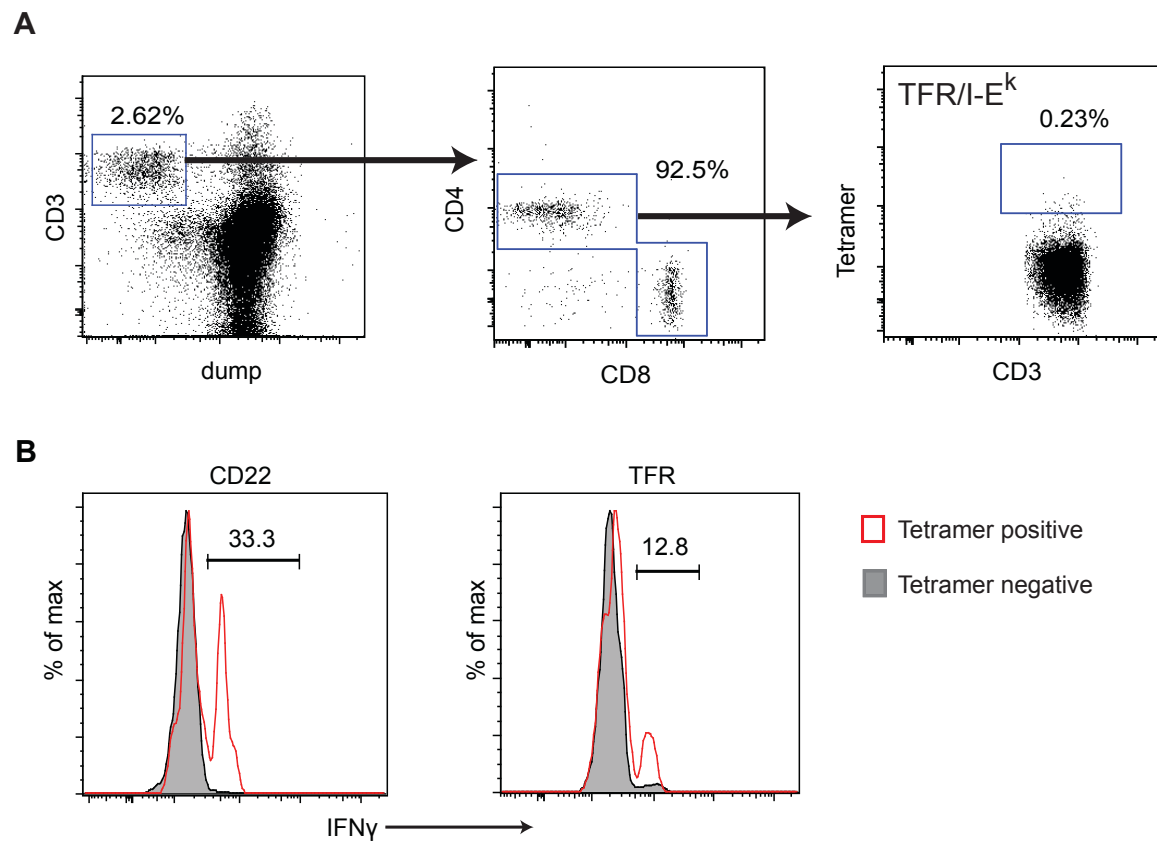 A
CD3
2.62%
dump
CD4
92.5%
CD8
TFR/I-E^k
0.23%
Tetramer
CD3
B
CD22
33.3
% of max
TFR
12.8
% of max
IFNγ
Tetramer positive
Tetramer negative